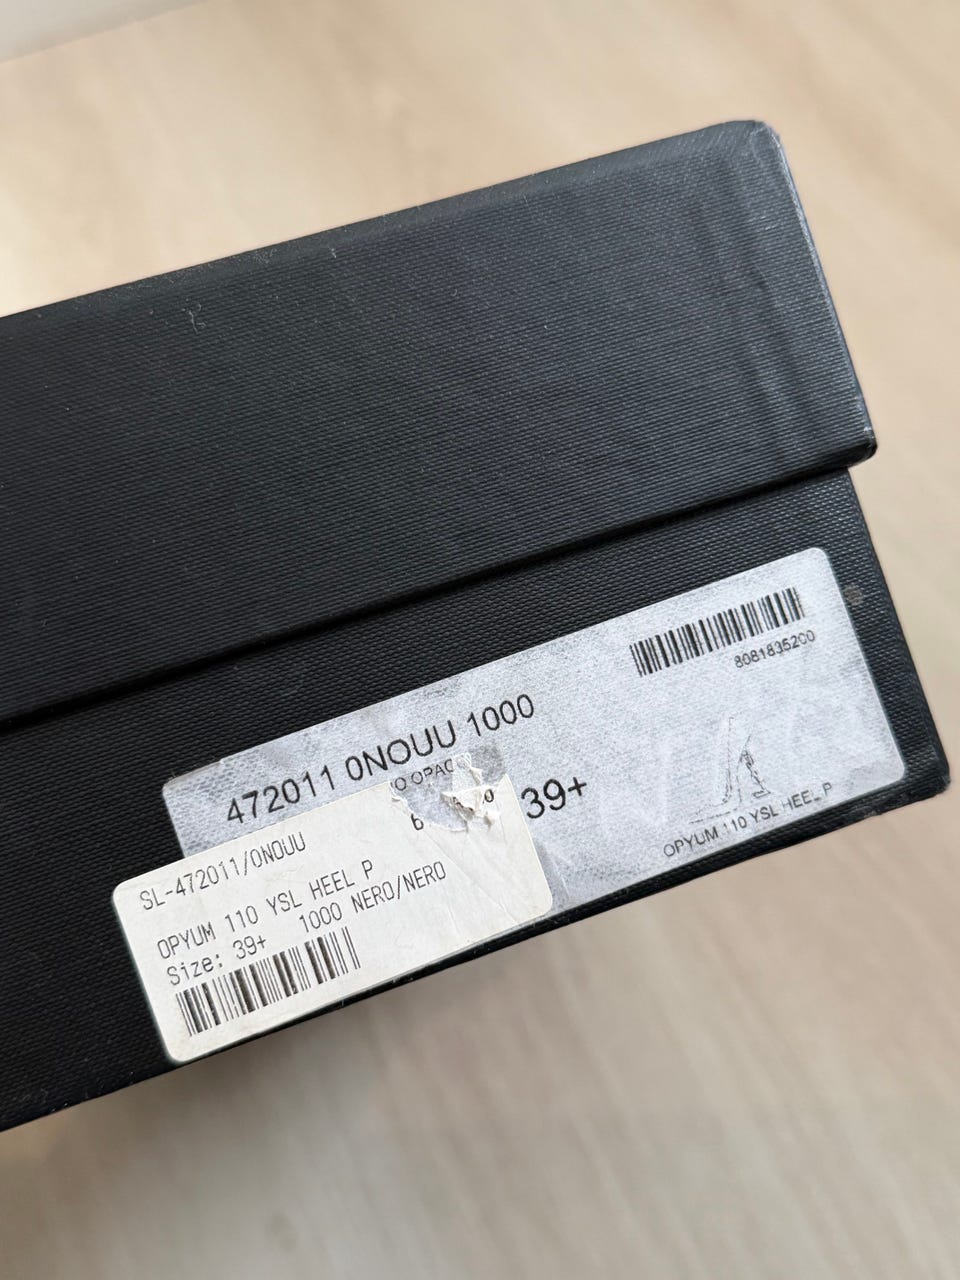 8081835200
472011 0NOUU 1000
39+
OPYUM 110 YSL HEEL P
SL-472011/0NOUU
OPYUM 110 YSL HEEL P
Size: 39+ 1000 NERO/NERO